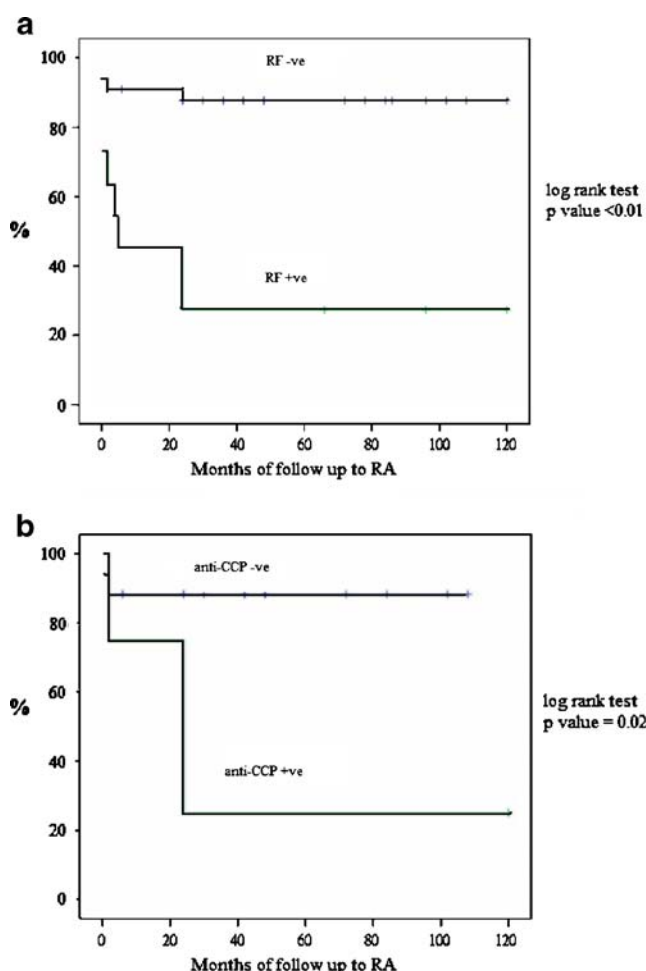 a
100
80
60
40
20
0
%
RF -ve
RF +ve
log rank test
p value <0.01
0 20 40 60 80 100 120
Months of follow up to RA
b
100
80
60
40
20
0
%
anti-CCP -ve
anti-CCP +ve
log rank test
p value = 0.02
0 20 40 60 80 100 120
Months of follow up to RA